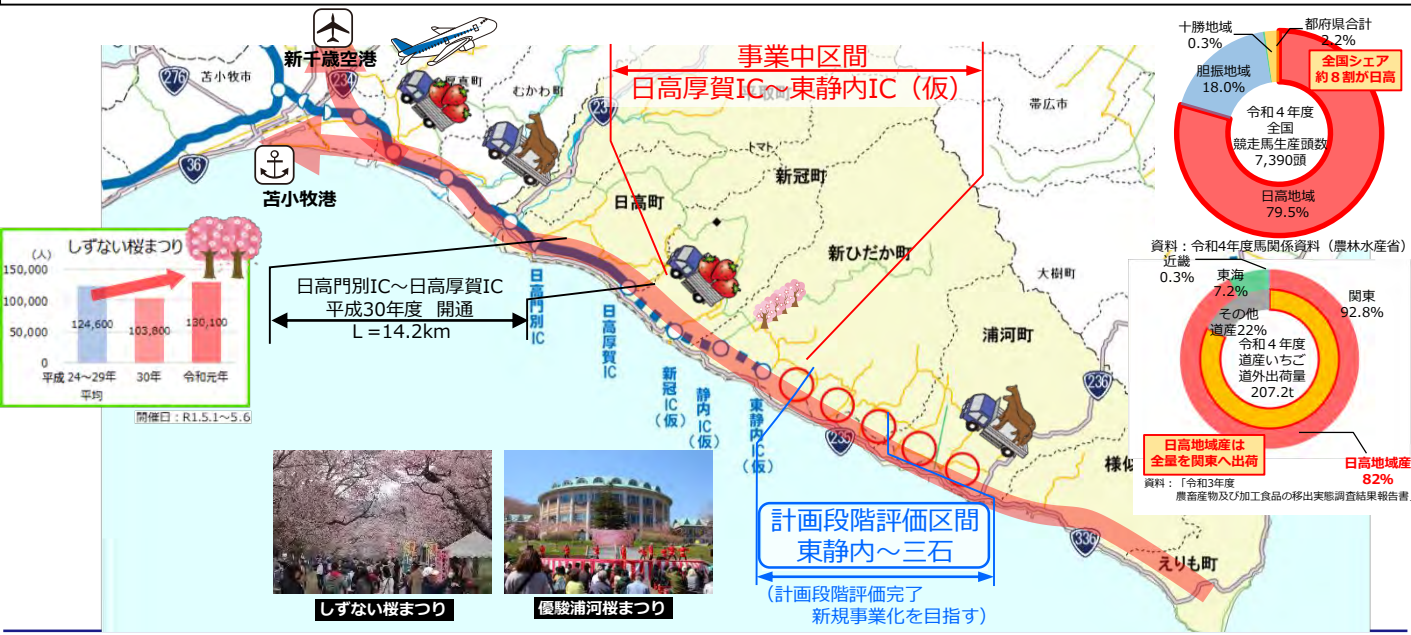 新千歳空港
276
苫小牧市
234
厚真町
むかわ町
36
苫小牧港
事業中区間
日高厚賀IC～東静内IC（仮）
帯広市
トマト
新冠町
日高町
新ひだか町
大樹町
浦河町
236
235
336
えりも町
日高門別IC～日高厚賀IC
平成30年度 開通
L=14.2km
日高門別IC
日高厚賀IC
新冠IC（仮）
静内IC（仮）
東静内IC（仮）
計画段階評価区間
東静内～三石
（計画段階評価完了
新規事業化を目指す）
しずない桜まつり
（人）
150,000
100,000
50,000
0
124,600
103,800
130,100
平成 24～29年
平均
30年
令和元年
開催日：R1.5.1～5.6
しずない桜まつり
優駿浦河桜まつり
十勝地域
0.3%
都府県合計
2.2%
全国シェア
約８割が日高
胆振地域
18.0%
令和４年度
全国
競走馬生産頭数
7,390頭
日高地域
79.5%
資料：令和4年度馬関係資料（農林水産省）
近畿
0.3%
東海
7.2%
関東
92.8%
その他
道産22%
令和４年度
道産いちご
道外出荷量
207.2t
日高地域産は
全量を関東へ出荷
日高地域産
82%
資料：「令和3年度
農畜産物及び加工食品の移出実態調査結果報告書」